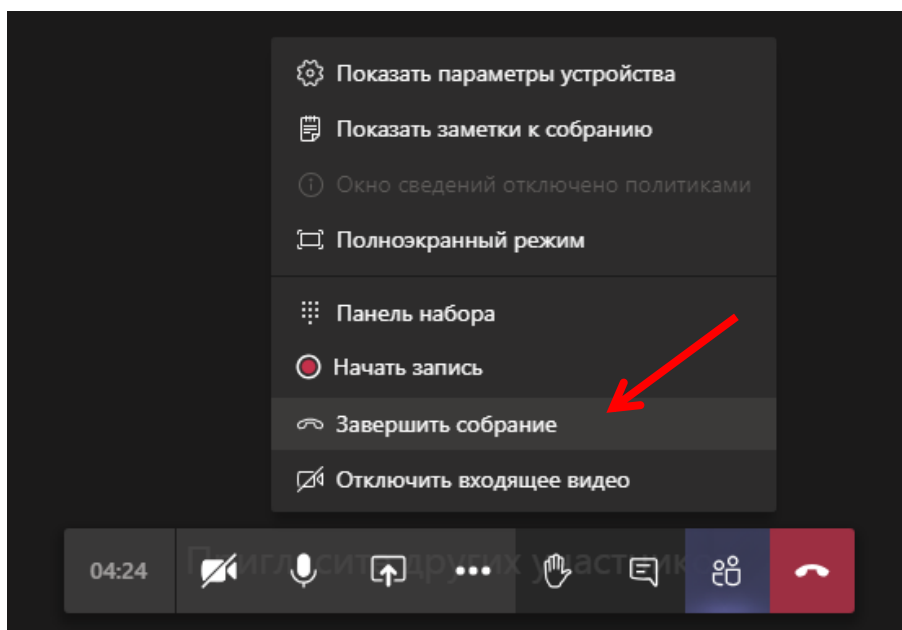 Показать параметры устройства
Показать заметки к собранию
Окно сведений отключено политиками
Полноэкранный режим
Панель набора
Начать запись
Завершить собрание
Отключить входящее видео
04:24